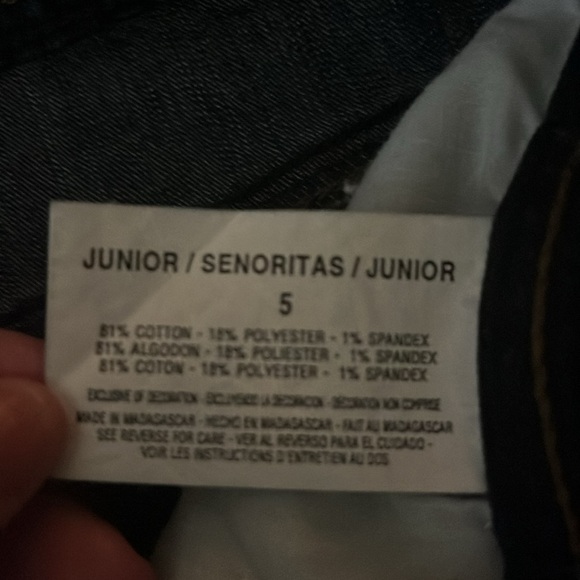 JUNIOR / SENORITAS / JUNIOR
5
81% COTTON - 18% POLYESTER - 1% SPANDEX
81% ALGODON - 18% POLIESTER - 1% SPANDEX
81% COTON - 18% POLYESTER - 1% SPANDEX
EXCLUSIVE OF DECORATION - EXCLUYENDO LA DECORACION - DÉCORATION NON COMPRISE
MADE IN MADAGASCAR - HECHO EN MADAGASCAR - FAIT AU MADAGASCAR
SEE REVERSE FOR CARE - VER AL REVERSO PARA EL CUIDADO -
VOIR LES INSTRUCTIONS D'ENTRETIEN AU DOS